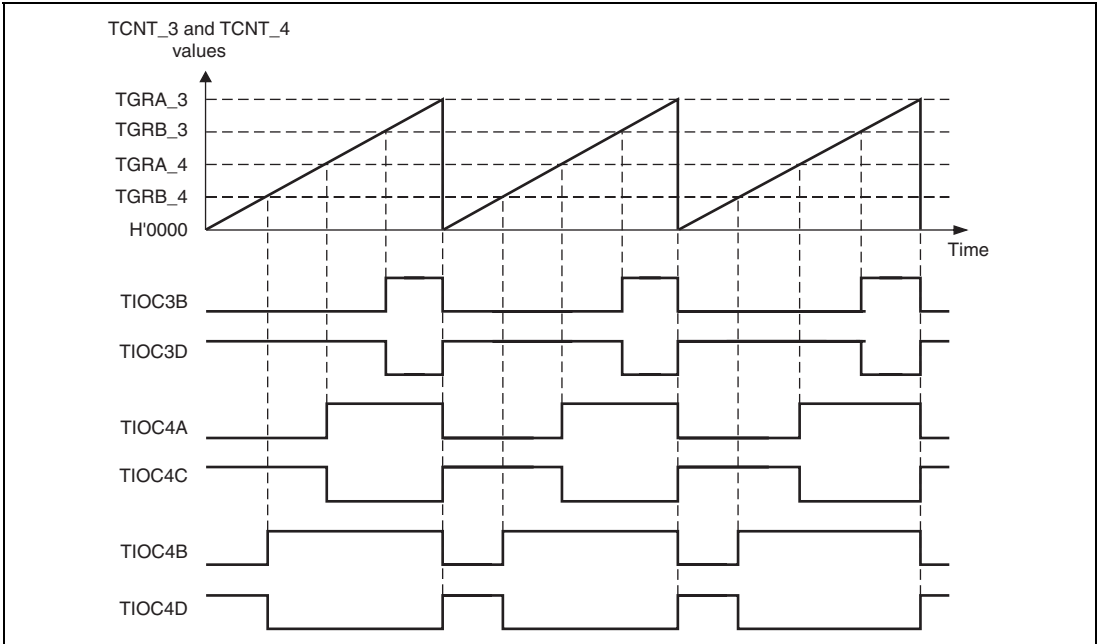 TCNT_3 and TCNT_4
values
TGRA_3
TGRB_3
TGRA_4
TGRB_4
H'0000
Time
TIOC3B
TIOC3D
TIOC4A
TIOC4C
TIOC4B
TIOC4D